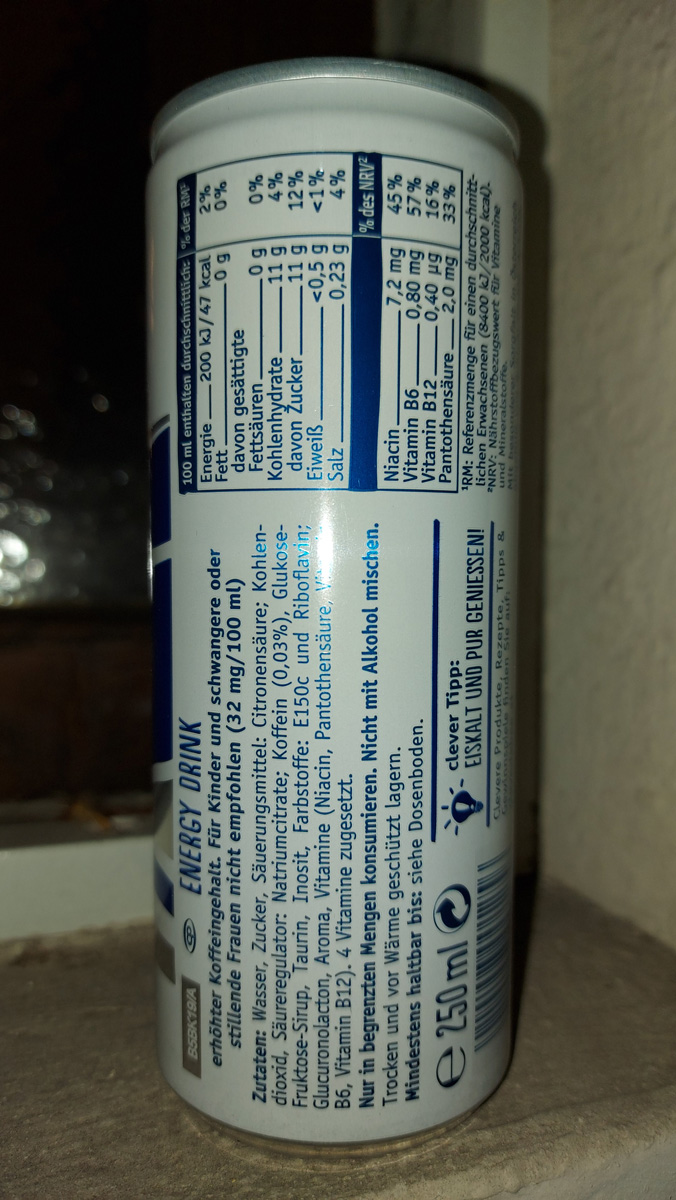 B5BK19/A
ENERGY DRINK
erhöhter Koffeingehalt. Für Kinder und schwangere oder
stillende Frauen nicht empfohlen (32 mg/100 ml)
Zutaten: Wasser, Zucker, Säuerungsmittel: Citronensäure; Kohlen-
dioxid, Säureregulator: Natriumcitrate; Koffein (0,03%), Glukose-
Fruktose-Sirup, Taurin, Inosit, Farbstoffe: E150c und Riboflavin;
Glucuronolacton, Aroma, Vitamine (Niacin, Pantothensäure,
B6, Vitamin B12). 4 Vitamine zugesetzt.
Nur in begrenzten Mengen konsumieren. Nicht mit Alkohol mischen.
Trocken und vor Wärme geschützt lagern.
Mindestens haltbar bis: siehe Dosenboden.
e 250 ml
clever Tipp:
EISKALT UND PUR GENIESSEN!
Clevere Produkte, Rezepte, Tipps &
Gewinnspiele finden Sie auf:
100 ml enthalten durchschnittlich: % der RM¹
Energie 200 kJ/47 kcal 2%
Fett 0 g 0%
davon gesättigte
Fettsäuren 0 g 0%
Kohlenhydrate 11 g 4%
davon Zucker 11 g 12%
Eiweiß <0,5 g <1%
Salz 0,23 g 4%
% des NRV²
Niacin 7,2 mg 45%
Vitamin B6 0,80 mg 57%
Vitamin B12 0,40 µg 16%
Pantothensäure 2,0 mg 33%
¹RM: Referenzmenge für einen durchschnitt-
lichen Erwachsenen (8400 kJ/2000 kcal).
²NRV: Nährstoffbezugswert für Vitamine
und Mineralstoffe.